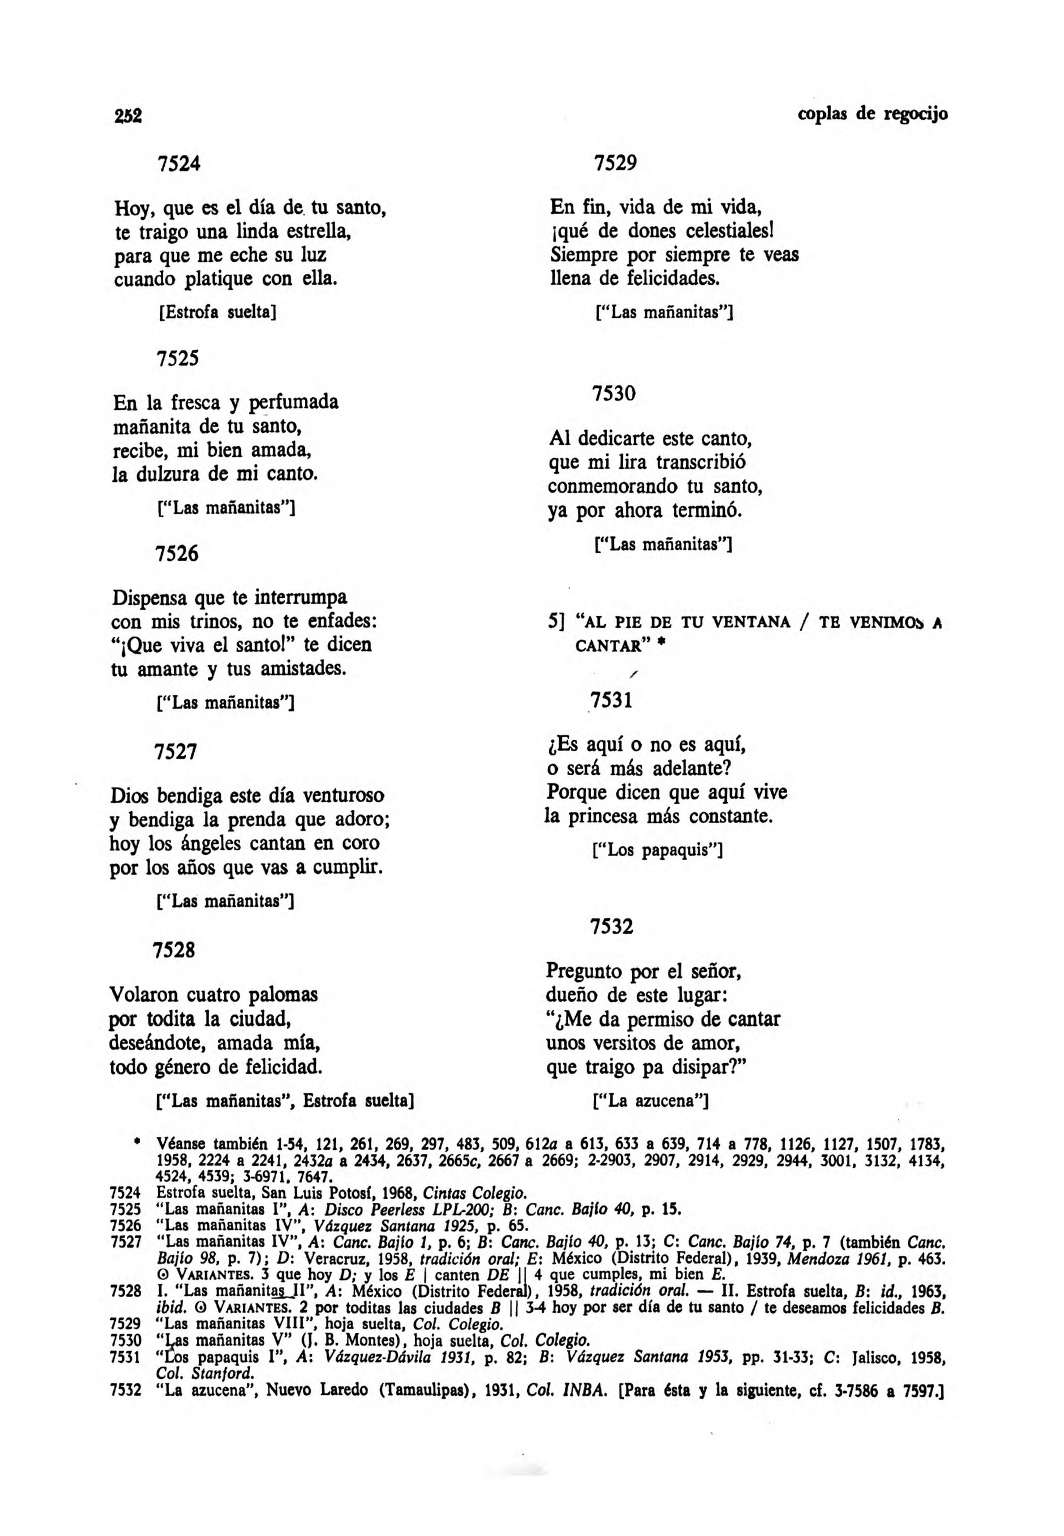 252
coplas de regocijo
7524
Hoy, que es el día de tu santo,
te traigo una linda estrella,
para que me eche su luz
cuando platique con ella.
[Estrofa suelta]
7525
En la fresca y perfumada
mañanita de tu santo,
recibe, mi bien amada,
la dulzura de mi canto.
["Las mañanitas"]
7526
Dispensa que te interrumpa
con mis trinos, no te enfades:
"¡Que viva el santo!" te dicen
tu amante y tus amistades.
["Las mañanitas"]
7527
Dios bendiga este día venturoso
y bendiga la prenda que adoro;
hoy los ángeles cantan en coro
por los años que vas a cumplir.
["Las mañanitas"]
7528
Volaron cuatro palomas
por todita la ciudad,
deseándote, amada mía,
todo género de felicidad.
["Las mañanitas", Estrofa suelta]
7529
En fin, vida de mi vida,
¡qué de dones celestiales!
Siempre por siempre te veas
llena de felicidades.
["Las mañanitas"]
7530
Al dedicarte este canto,
que mi lira transcribió
conmemorando tu santo,
ya por ahora terminó.
["Las mañanitas"]
5] "AL PIE DE TU VENTANA / TE VENIMOS A
CANTAR" *
7531
¿Es aquí o no es aquí,
o será más adelante?
Porque dicen que aquí vive
la princesa más constante.
["Los papaquis"]
7532
Pregunto por el señor,
dueño de este lugar:
"¿Me da permiso de cantar
unos versitos de amor,
que traigo pa disipar?"
["La azucena"]
* Véanse también 1-54, 121, 261, 269, 297, 483, 509, 612a a 613, 633 a 639, 714 a 778, 1126, 1127, 1507, 1783,
1958, 2224 a 2241, 2432a a 2434, 2637, 2665c, 2667 a 2669; 2-2903, 2907, 2914, 2929, 2944, 3001, 3132, 4134,
4524, 4539; 3-6971, 7647.
7524 Estrofa suelta, San Luis Potosí, 1968, Cintas Colegio.
7525 "Las mañanitas I", A: Disco Peerless LPL-200; B: Canc. Bajío 40, p. 15.
7526 "Las mañanitas IV", Vázquez Santana 1925, p. 65.
7527 "Las mañanitas IV", A: Canc. Bajío 1, p. 6; B: Canc. Bajío 40, p. 13; C: Canc. Bajío 74, p. 7 (también Canc.
Bajío 98, p. 7); D: Veracruz, 1958, tradición oral; E: México (Distrito Federal), 1939, Mendoza 1961, p. 463.
⊙ VARIANTES. 3 que hoy D; y los E | canten DE || 4 que cumples, mi bien E.
7528 I. "Las mañanitas II", A: México (Distrito Federal), 1958, tradición oral. — II. Estrofa suelta, B: id., 1963,
ibid. ⊙ VARIANTES. 2 por toditas las ciudades B || 3-4 hoy por ser día de tu santo / te deseamos felicidades B.
7529 "Las mañanitas VIII", hoja suelta, Col. Colegio.
7530 "Las mañanitas V" (J. B. Montes), hoja suelta, Col. Colegio.
7531 "Los papaquis I", A: Vázquez-Dávila 1931, p. 82; B: Vázquez Santana 1953, pp. 31-33; C: Jalisco, 1958,
Col. Stanford.
7532 "La azucena", Nuevo Laredo (Tamaulipas), 1931, Col. INBA. [Para ésta y la siguiente, cf. 3-7586 a 7597.]